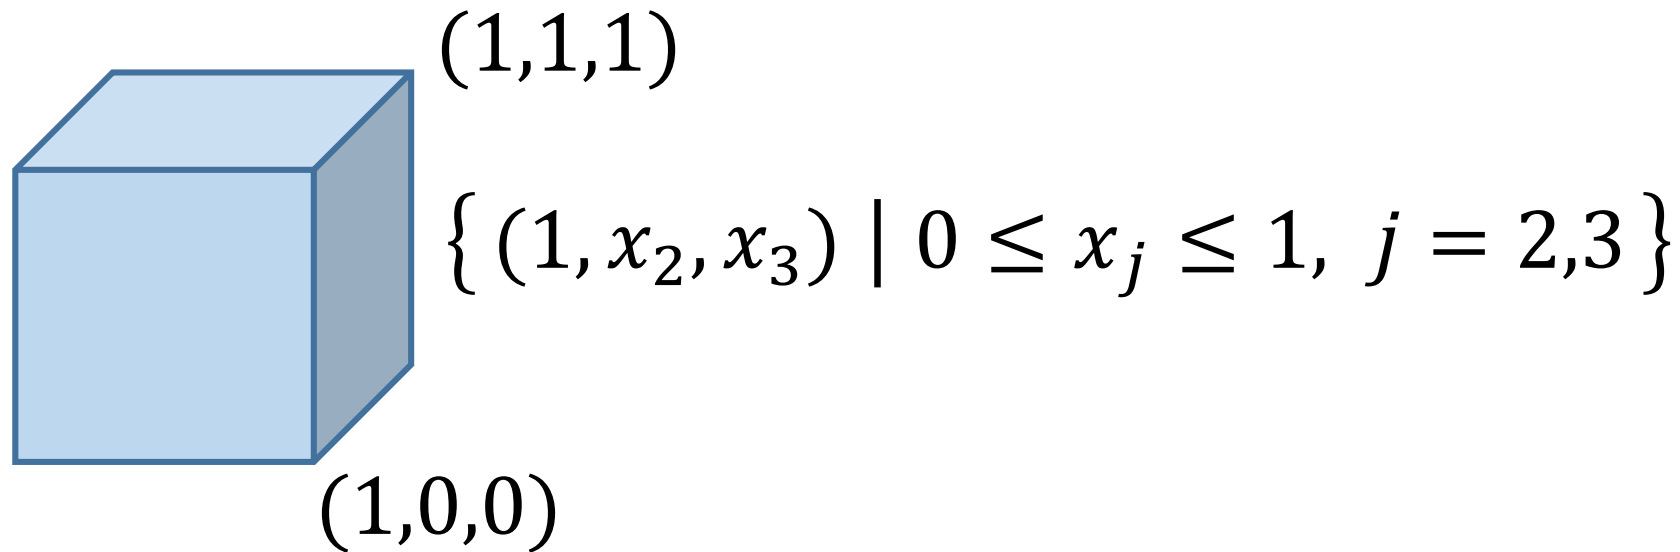 (1,1,1)
{ (1, x₂, x₃) | 0 ≤ xⱼ ≤ 1, j = 2,3 }
(1,0,0)